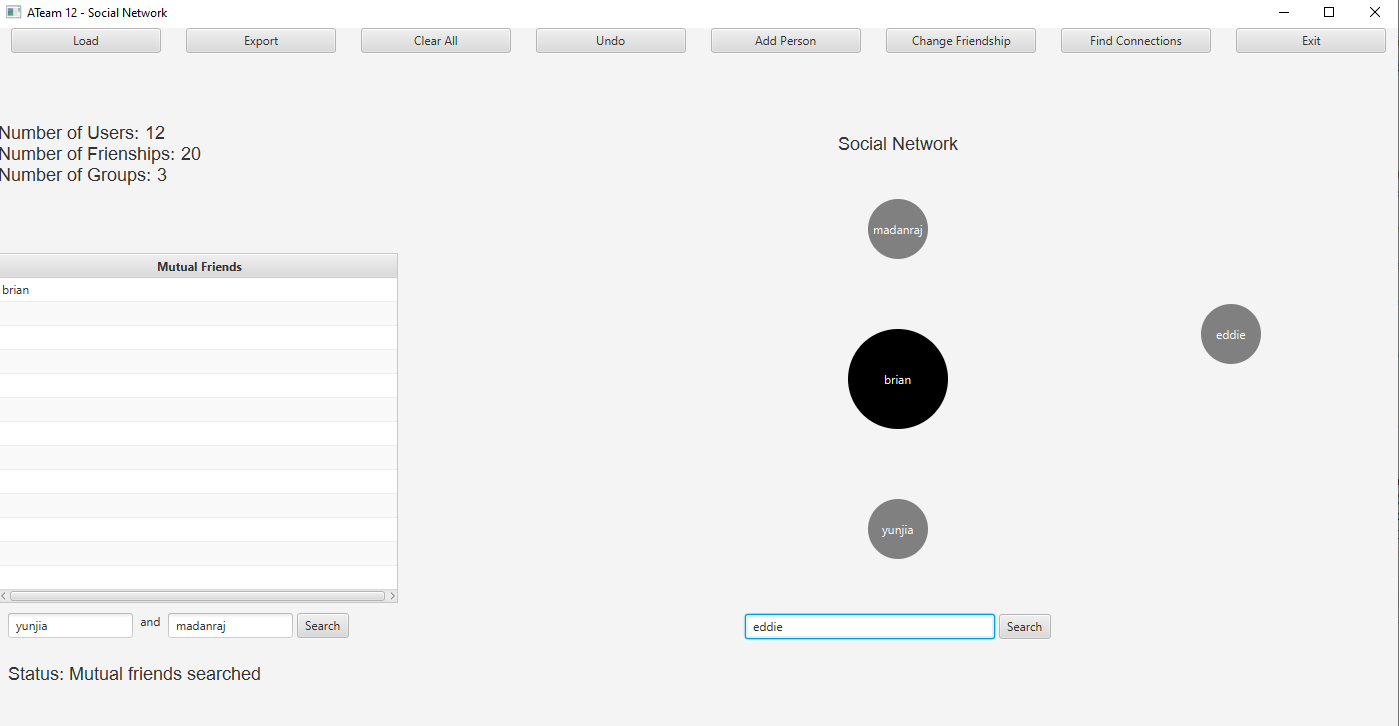 ATeam 12 - Social Network
Load Export Clear All Undo Add Person Change Friendship Find Connections Exit
Number of Users: 12
Number of Frienships: 20
Number of Groups: 3
Mutual Friends
brian
yunjia and madanraj Search
Status: Mutual friends searched
Social Network
madanraj
eddie
brian
yunjia
eddie Search